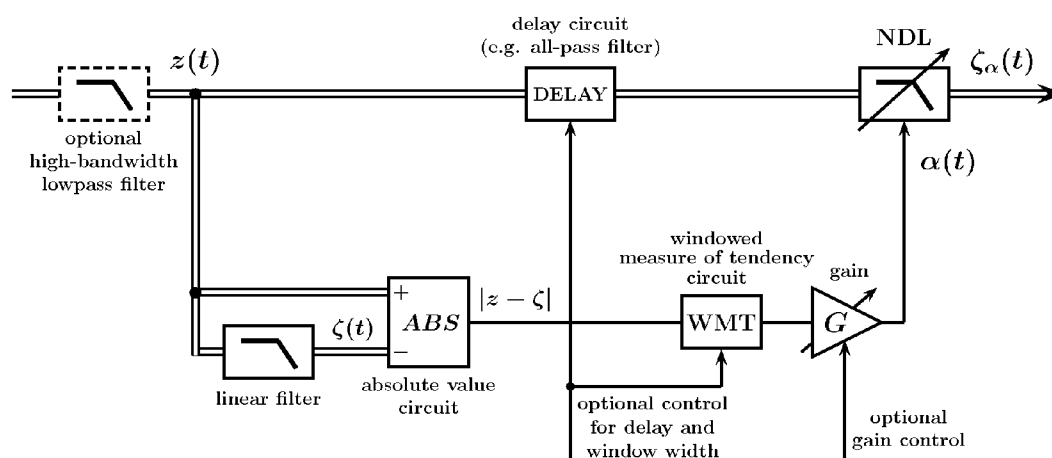 delay circuit
(e.g. all-pass filter)
NDL
z(t)
ζα(t)
DELAY
optional
high-bandwidth
lowpass filter
α(t)
windowed
measure of tendency
circuit
gain
+
ABS
|z − ζ|
WMT
G
ζ(t)
−
linear filter
absolute value
circuit
optional control
for delay and
window width
optional
gain control